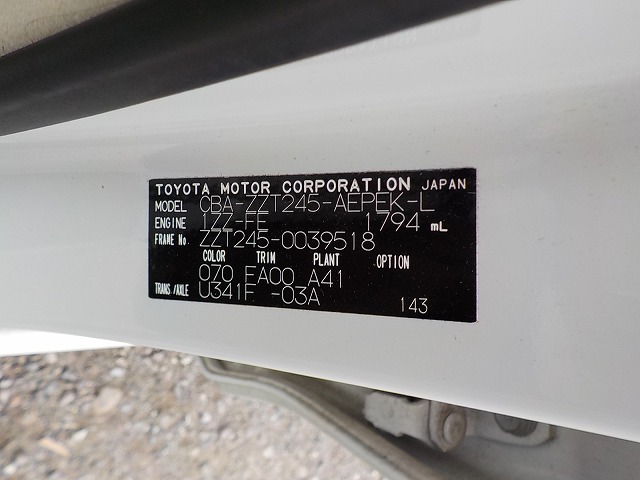 TOYOTA MOTOR CORPORATION JAPAN
MODEL CBA-ZZT245-AEPEK-L
ENGINE 1ZZ-FE 1794 mL
FRAME No. ZZT245-0039518
COLOR TRIM PLANT OPTION
070 FA00 A41
TRANS/AXLE U341F -03A
143